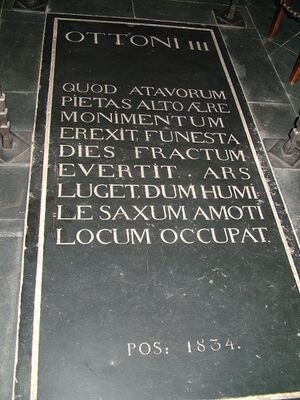 OTTONI III
QUOD ATAVORUM
PIETAS ALTO ÆRE
MONIMENTUM
EREXIT. FUNESTA
DIES FRACTUM
EVERTIT. ARS
LUGET, DUM HUMI-
LE SAXUM AMOTI
LOCUM OCCUPAT.
POS: 1834.